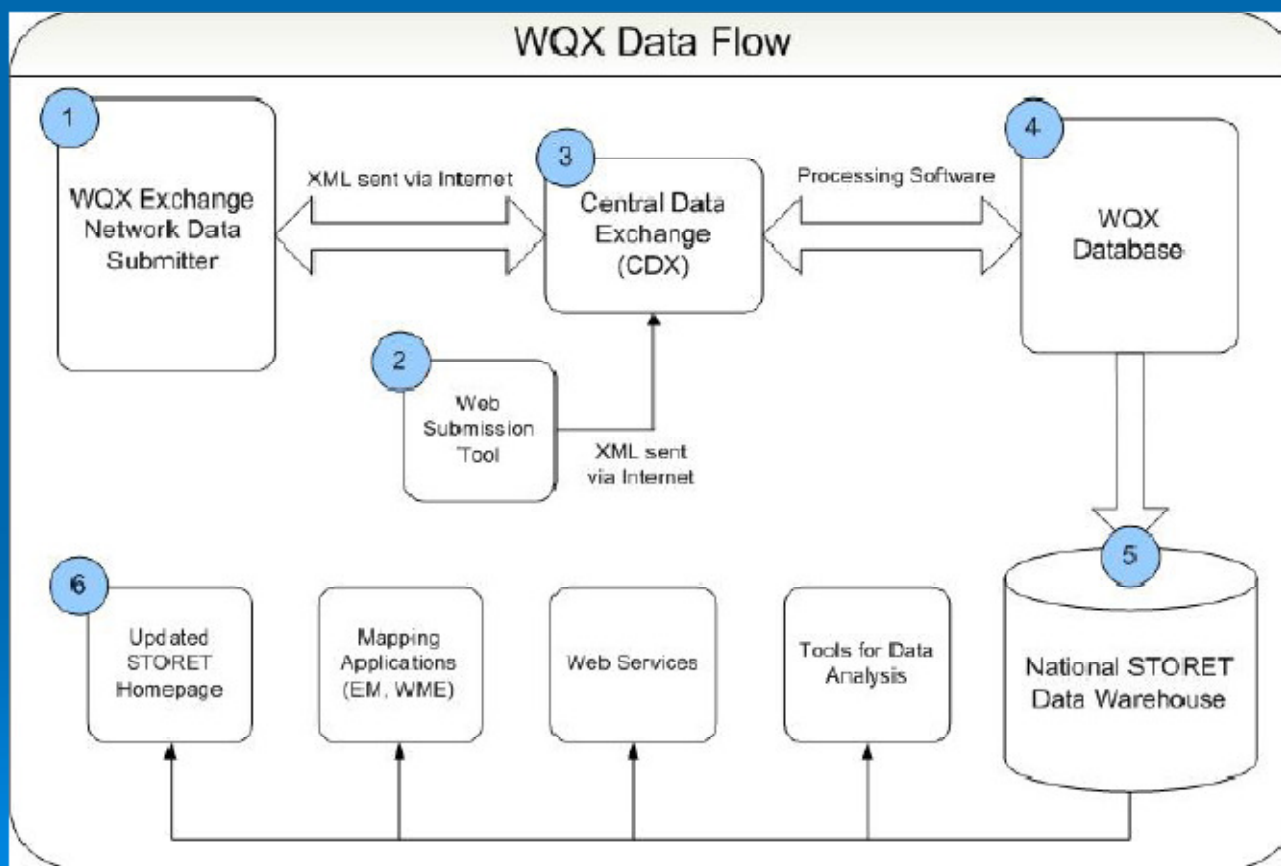 WQX Data Flow
1
WQX Exchange
Network Data
Submitter
XML sent via Internet
3
Central Data
Exchange
(CDX)
Processing Software
4
WQX
Database
2
Web
Submission
Tool
XML sent
via Internet
5
National STORET
Data Warehouse
6
Updated
STORET
Homepage
Mapping
Applications
(EM, WME)
Web Services
Tools for Data
Analysis